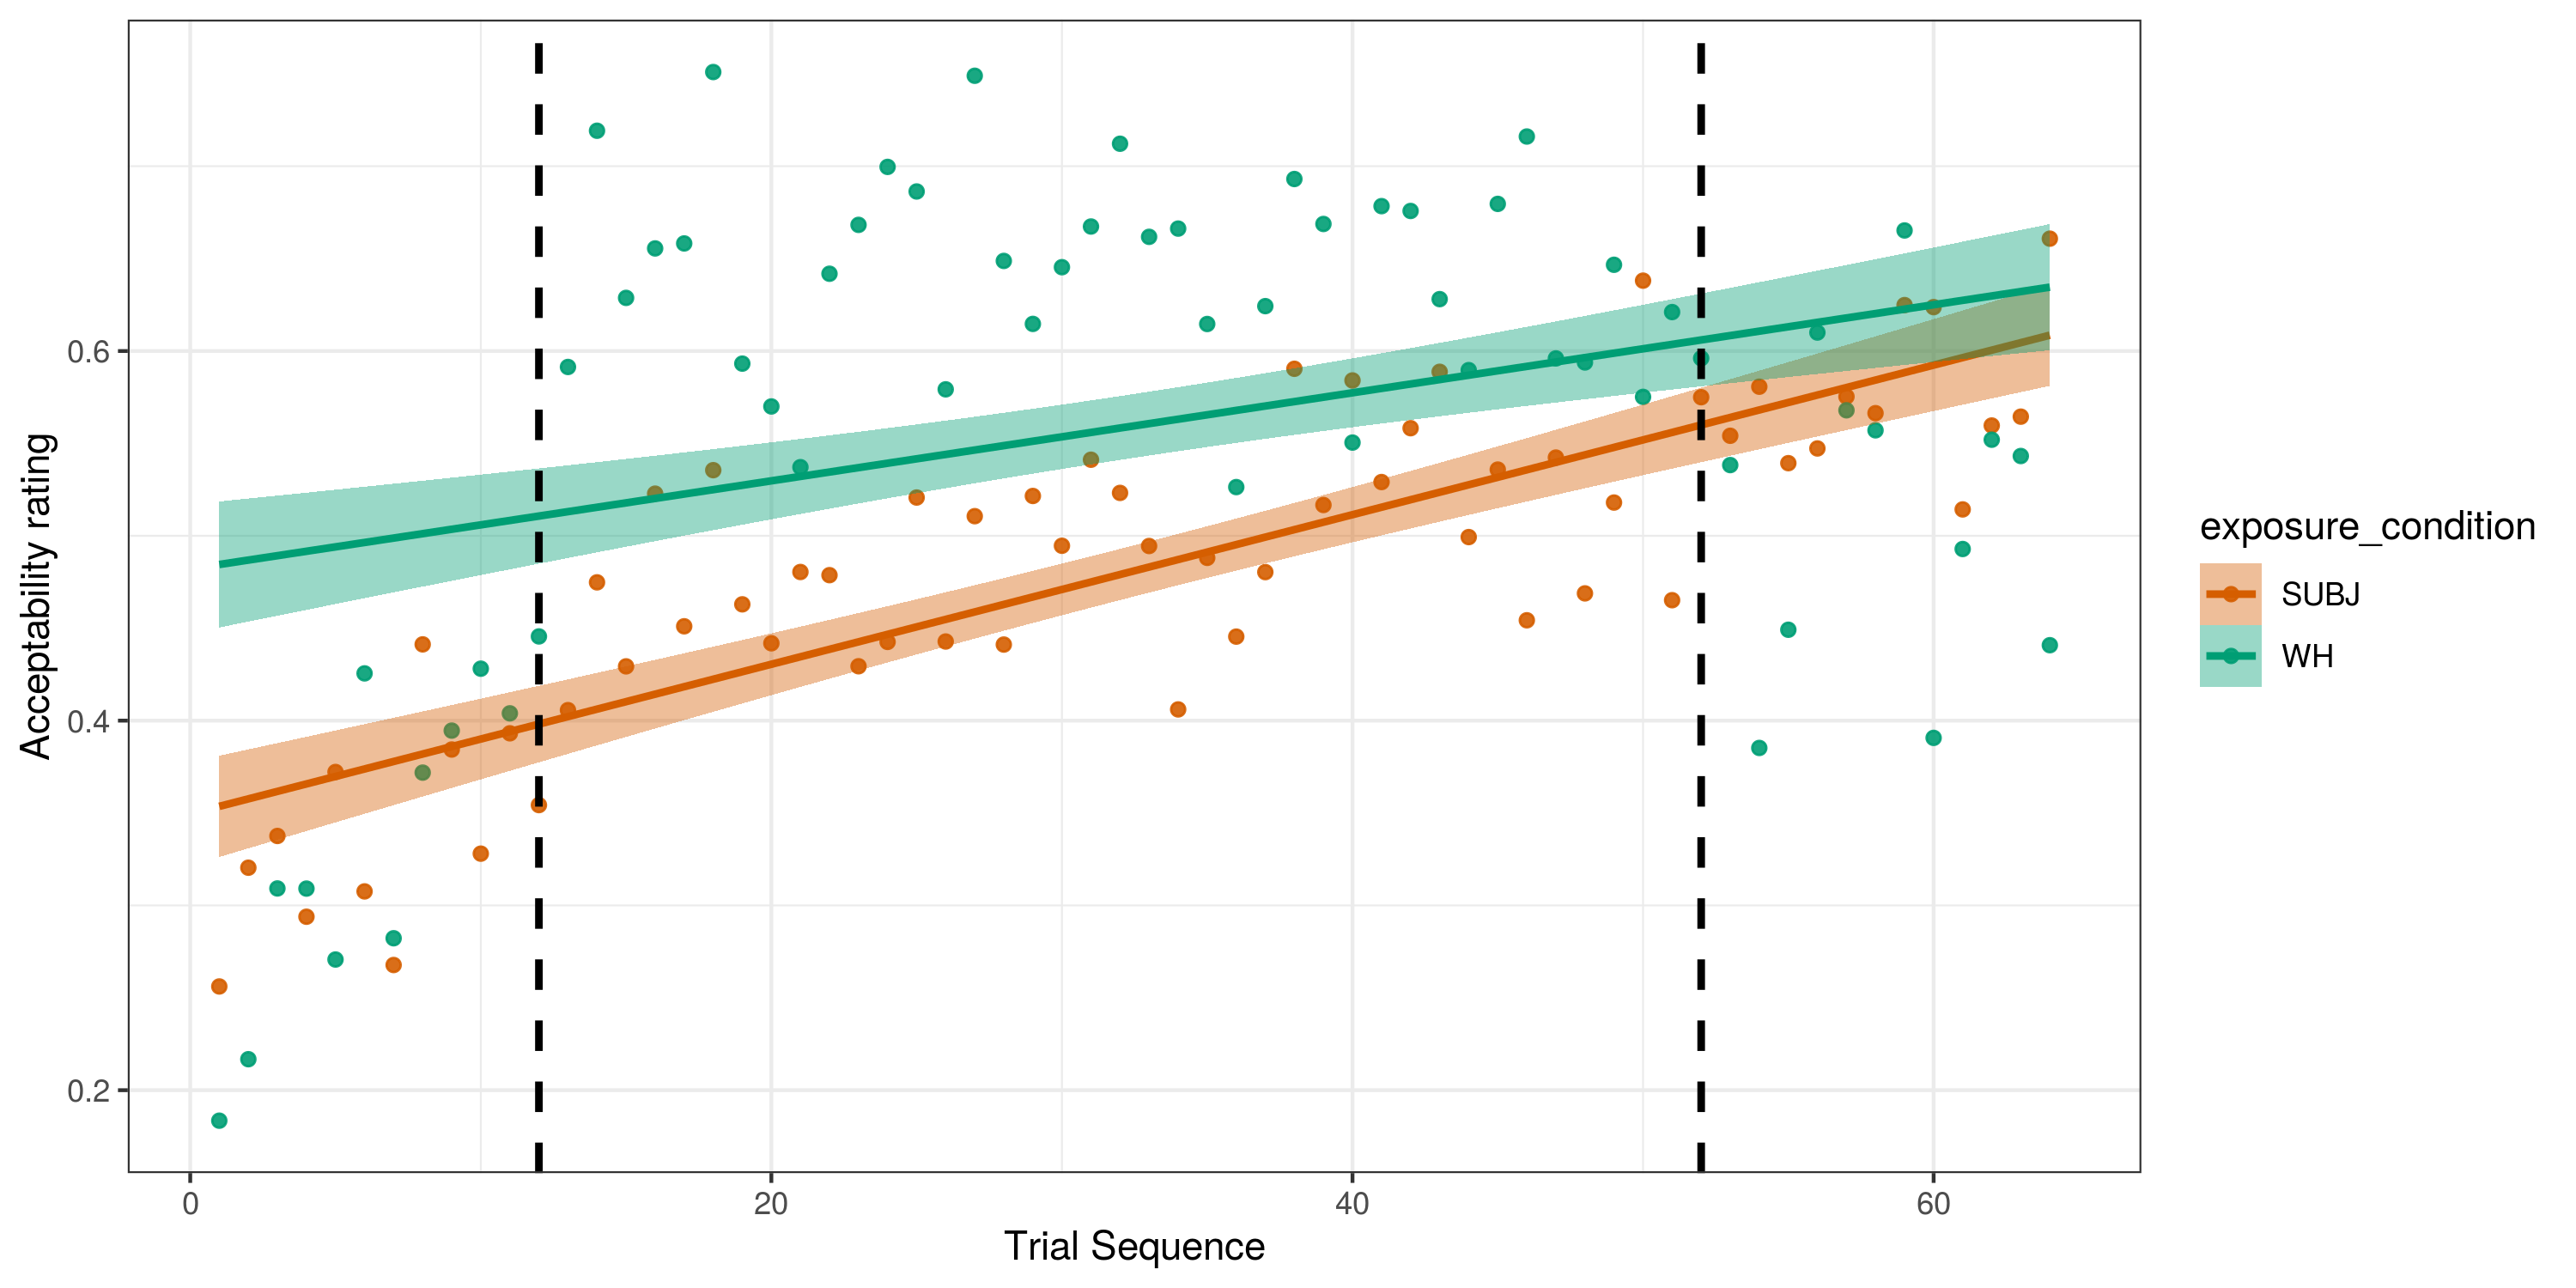 Acceptability rating
0.6
0.4
0.2
0
20
40
60
Trial Sequence
exposure_condition
SUBJ
WH